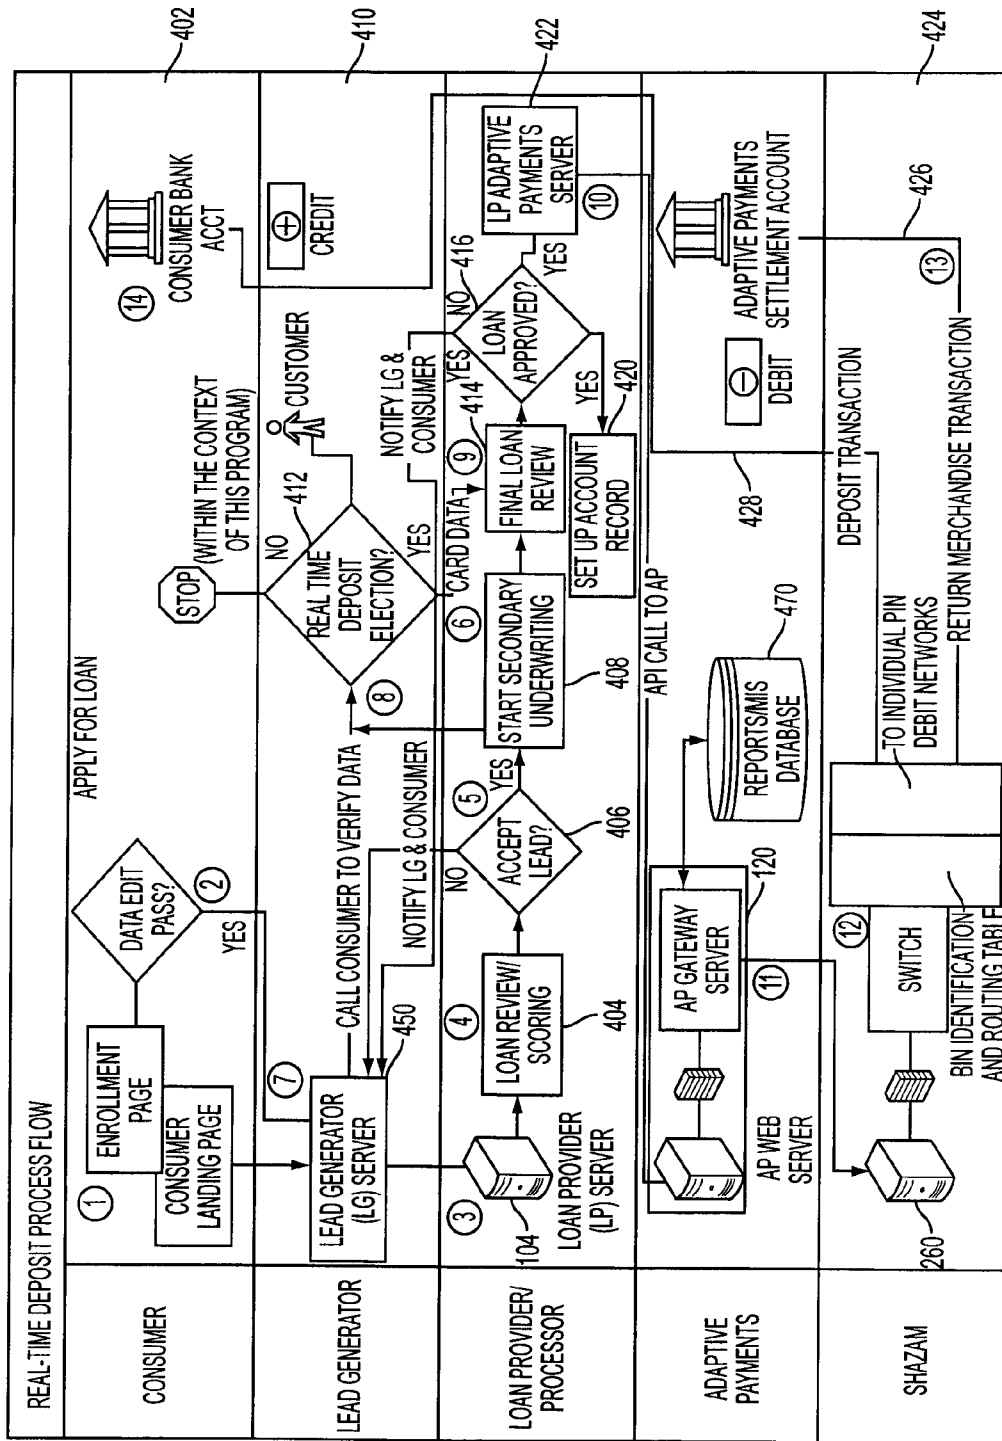 REAL-TIME DEPOSIT PROCESS FLOW
APPLY FOR LOAN
CONSUMER
1
ENROLLMENT
PAGE
CONSUMER
LANDING PAGE
DATA EDIT
PASS?
2
YES
STOP
(WITHIN THE CONTEXT
OF THIS PROGRAM)
14
CONSUMER BANK
ACCT
402
LEAD GENERATOR
7
LEAD GENERATOR
(LG) SERVER
450
CALL CONSUMER TO VERIFY DATA
NOTIFY LG & CONSUMER
8
REAL TIME
DEPOSIT
ELECTION?
NO
412
YES
CUSTOMER
NOTIFY LG &
CONSUMER
CREDIT
410
LOAN PROVIDER/
PROCESSOR
3
104
LOAN PROVIDER
(LP) SERVER
4
LOAN REVIEW/
SCORING
404
NO
ACCEPT
LEAD?
406
5
YES
START SECONDARY
UNDERWRITING
408
6
CARD DATA
9
414
FINAL LOAN
REVIEW
YES
NO
416
LOAN
APPROVED?
YES
YES
SET UP ACCOUNT
RECORD
420
LP ADAPTIVE
PAYMENTS
SERVER
10
422
ADAPTIVE
PAYMENTS
AP WEB
SERVER
AP GATEWAY
SERVER
120
11
API CALL TO AP
REPORTS/MIS
DATABASE
470
428
DEBIT
ADAPTIVE PAYMENTS
SETTLEMENT ACCOUNT
426
SHAZAM
260
SWITCH
12
BIN IDENTIFICATION
AND ROUTING TABLE
TO INDIVIDUAL PIN
DEBIT NETWORKS
DEPOSIT TRANSACTION
RETURN MERCHANDISE TRANSACTION
13
424